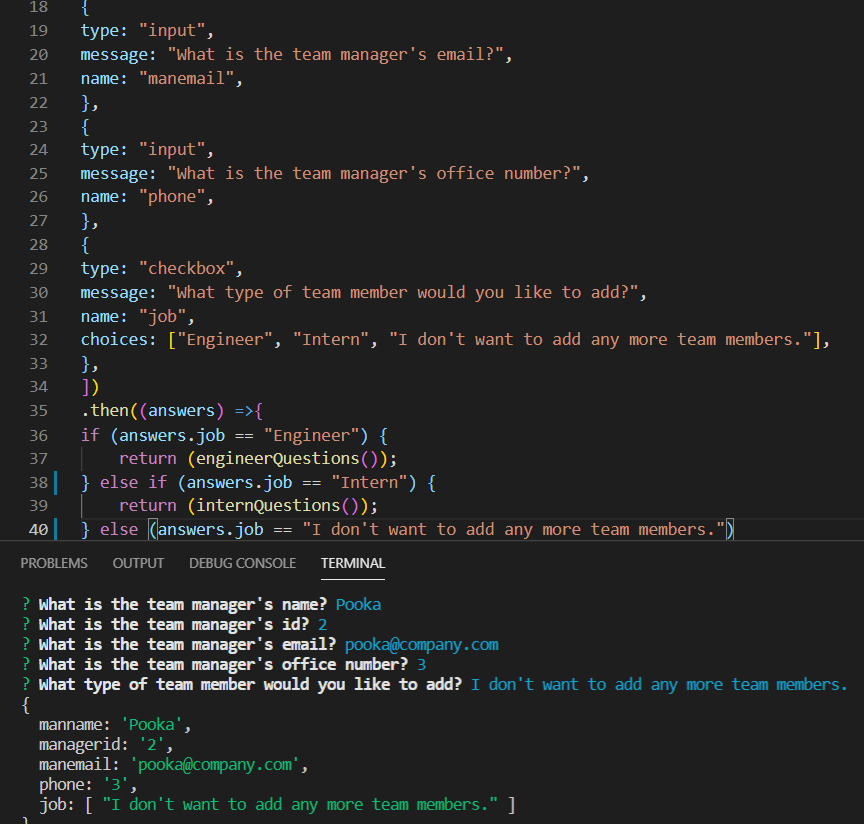 18 {
19 type: "input",
20 message: "What is the team manager's email?",
21 name: "manemail",
22 },
23 {
24 type: "input",
25 message: "What is the team manager's office number?",
26 name: "phone",
27 },
28 {
29 type: "checkbox",
30 message: "What type of team member would you like to add?",
31 name: "job",
32 choices: ["Engineer", "Intern", "I don't want to add any more team members."],
33 },
34 ])
35 .then((answers) =>{
36 if (answers.job == "Engineer") {
37 return (engineerQuestions());
38 } else if (answers.job == "Intern") {
39 return (internQuestions());
40 } else (answers.job == "I don't want to add any more team members.")
PROBLEMS OUTPUT DEBUG CONSOLE TERMINAL
? What is the team manager's name? Pooka
? What is the team manager's id? 2
? What is the team manager's email? pooka@company.com
? What is the team manager's office number? 3
? What type of team member would you like to add? I don't want to add any more team members.
{
manname: 'Pooka',
managerid: '2',
manemail: 'pooka@company.com',
phone: '3',
job: [ "I don't want to add any more team members." ]
}